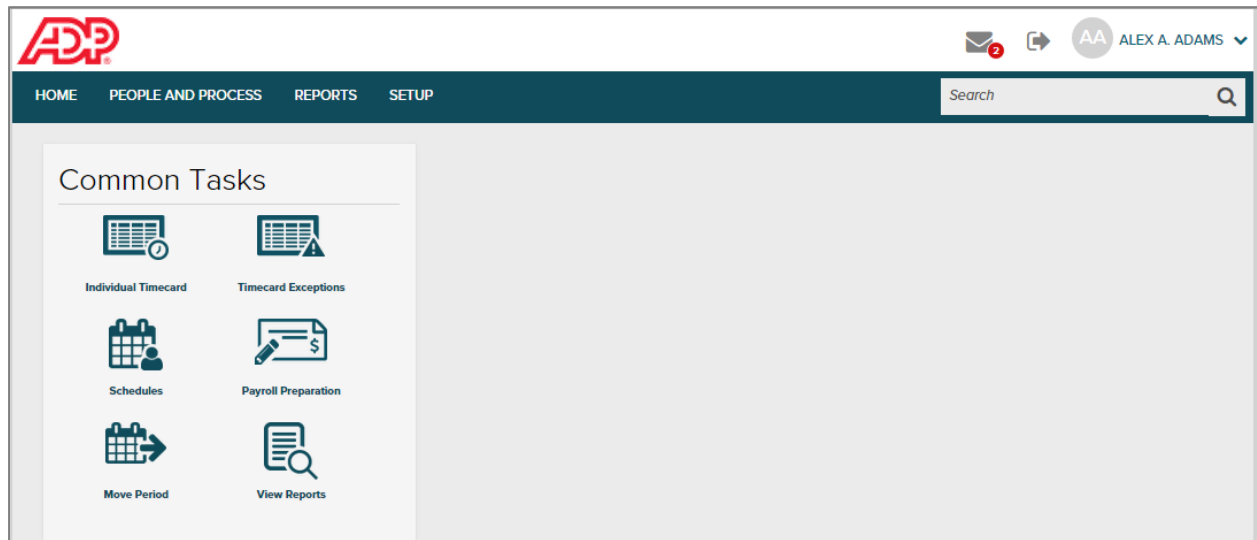 ADP
2
AA
ALEX A. ADAMS
HOME PEOPLE AND PROCESS REPORTS SETUP Search
Common Tasks
Individual Timecard Timecard Exceptions
$
Schedules Payroll Preparation
Move Period View Reports